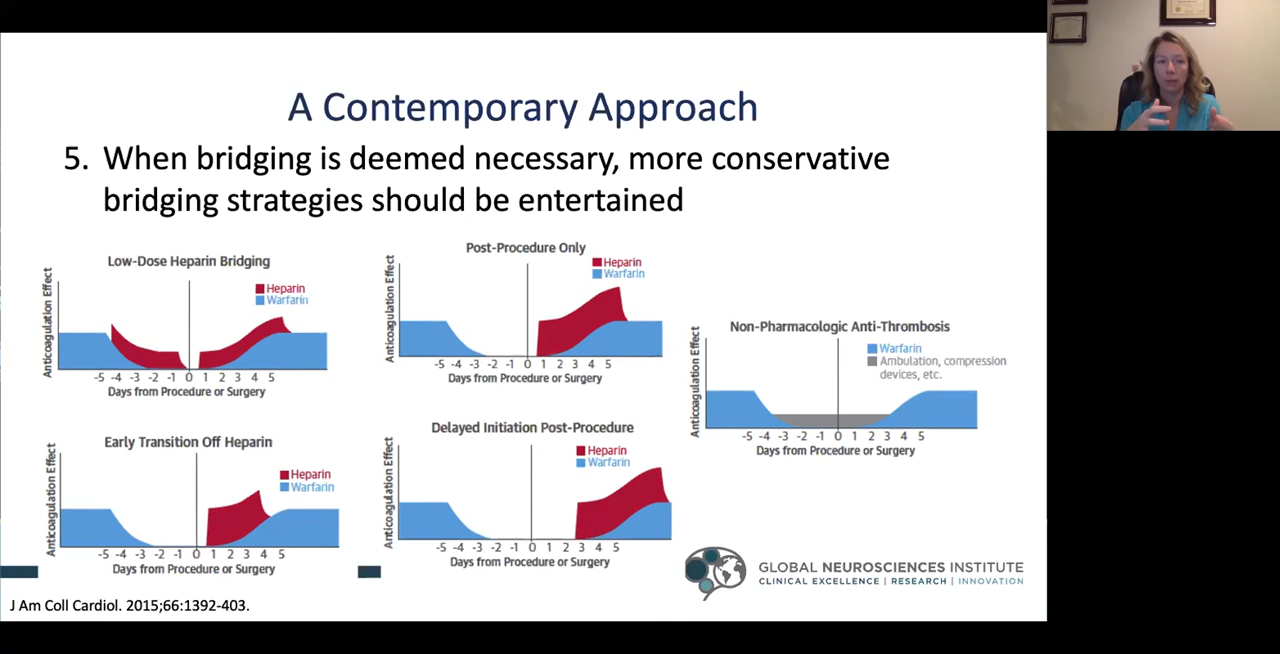 A Contemporary Approach
5. When bridging is deemed necessary, more conservative
bridging strategies should be entertained
Low-Dose Heparin Bridging
Heparin
Warfarin
Anticoagulation Effect
-5 -4 -3 -2 -1 0 1 2 3 4 5
Days from Procedure or Surgery
Post-Procedure Only
Heparin
Warfarin
Anticoagulation Effect
-5 -4 -3 -2 -1 0 1 2 3 4 5
Days from Procedure or Surgery
Non-Pharmacologic Anti-Thrombosis
Warfarin
Ambulation, compression
devices, etc.
Anticoagulation Effect
-5 -4 -3 -2 -1 0 1 2 3 4 5
Days from Procedure or Surgery
Early Transition Off Heparin
Heparin
Warfarin
Anticoagulation Effect
-5 -4 -3 -2 -1 0 1 2 3 4 5
Days from Procedure or Surgery
Delayed Initiation Post-Procedure
Heparin
Warfarin
Anticoagulation Effect
-5 -4 -3 -2 -1 0 1 2 3 4 5
Days from Procedure or Surgery
GLOBAL NEUROSCIENCES INSTITUTE
CLINICAL EXCELLENCE | RESEARCH | INNOVATION
J Am Coll Cardiol. 2015;66:1392-403.